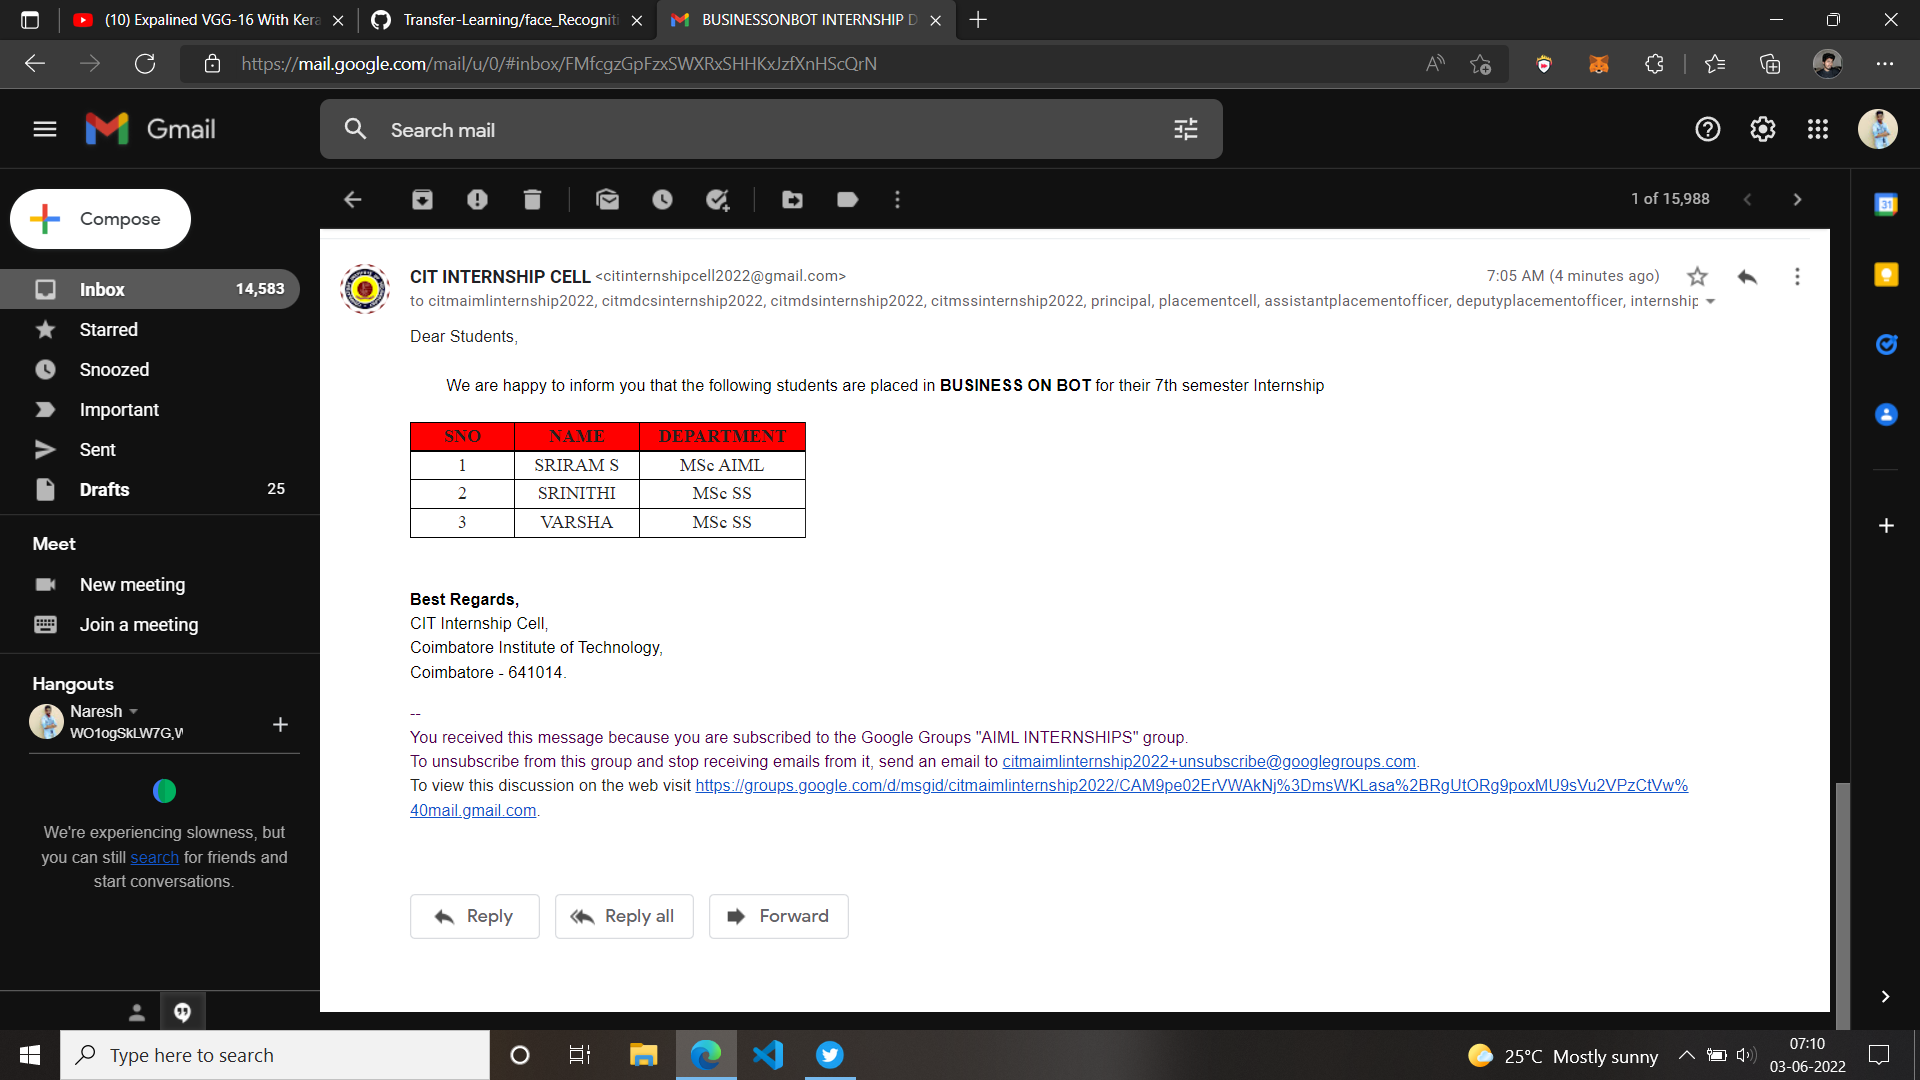 (10) Expalined VGG-16 With Kera
Transfer-Learning/face_Recogniti
BUSINESSONBOT INTERNSHIP D
https://mail.google.com/mail/u/0/#inbox/FMfcgzGpFzxSWXRxSHHKxJzfXnHScQrN
Gmail
Search mail
Compose
1 of 15,988
Inbox 14,583
Starred
Snoozed
Important
Sent
Drafts 25
Meet
New meeting
Join a meeting
Hangouts
Naresh
WO1ogSkLW7G,V
We're experiencing slowness, but
you can still search for friends and
start conversations.
CIT INTERNSHIP CELL <citinternshipcell2022@gmail.com>
7:05 AM (4 minutes ago)
to citmaimlinternship2022, citmdcsinternship2022, citmdsinternship2022, citmssinternship2022, principal, placementcell, assistantplacementofficer, deputyplacementofficer, internship
Dear Students,
We are happy to inform you that the following students are placed in BUSINESS ON BOT for their 7th semester Internship
SNO NAME DEPARTMENT
1 SRIRAM S MSc AIML
2 SRINITHI MSc SS
3 VARSHA MSc SS
Best Regards,
CIT Internship Cell,
Coimbatore Institute of Technology,
Coimbatore - 641014.
--
You received this message because you are subscribed to the Google Groups "AIML INTERNSHIPS" group.
To unsubscribe from this group and stop receiving emails from it, send an email to citmaimlinternship2022+unsubscribe@googlegroups.com.
To view this discussion on the web visit https://groups.google.com/d/msgid/citmaimlinternship2022/CAM9pe02ErVWAkNj%3DmsWKLasa%2BRgUtORg9poxMU9sVu2VPzCtVw%
40mail.gmail.com.
Reply
Reply all
Forward
31
Type here to search
25°C Mostly sunny
07:10
03-06-2022